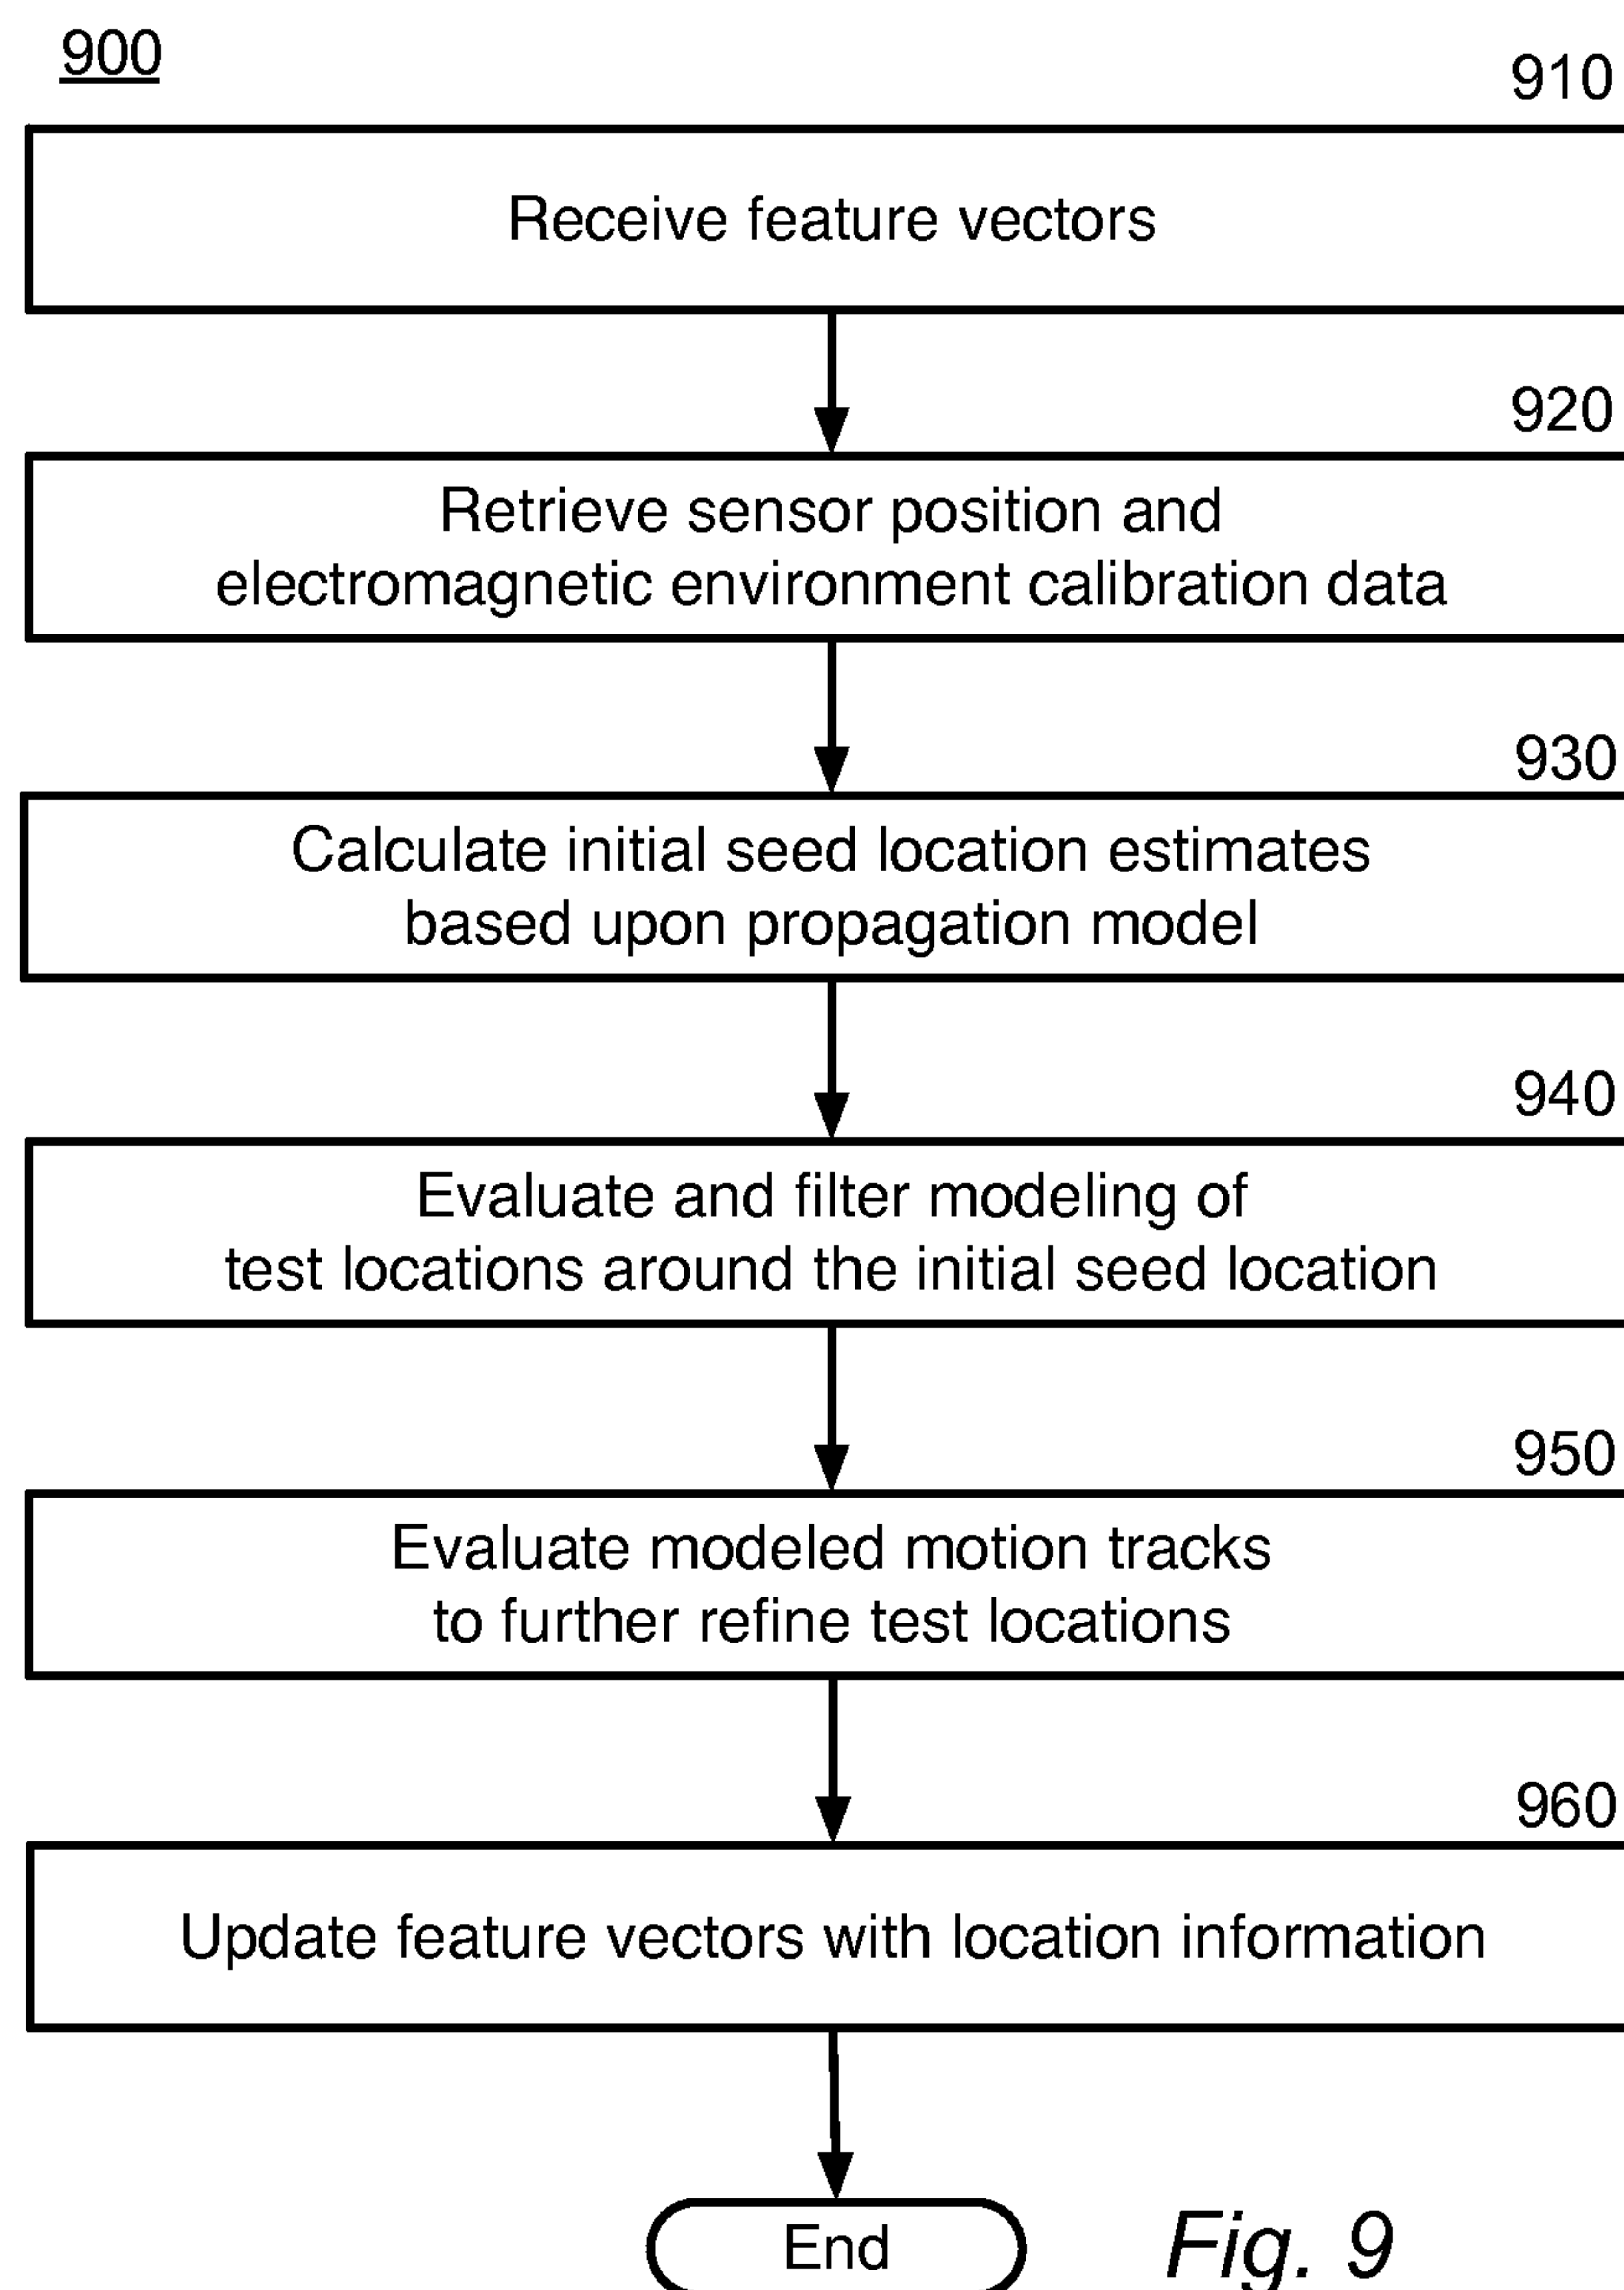 900
910
Receive feature vectors
920
Retrieve sensor position and
electromagnetic environment calibration data
930
Calculate initial seed location estimates
based upon propagation model
940
Evaluate and filter modeling of
test locations around the initial seed location
950
Evaluate modeled motion tracks
to further refine test locations
960
Update feature vectors with location information
End
Fig. 9